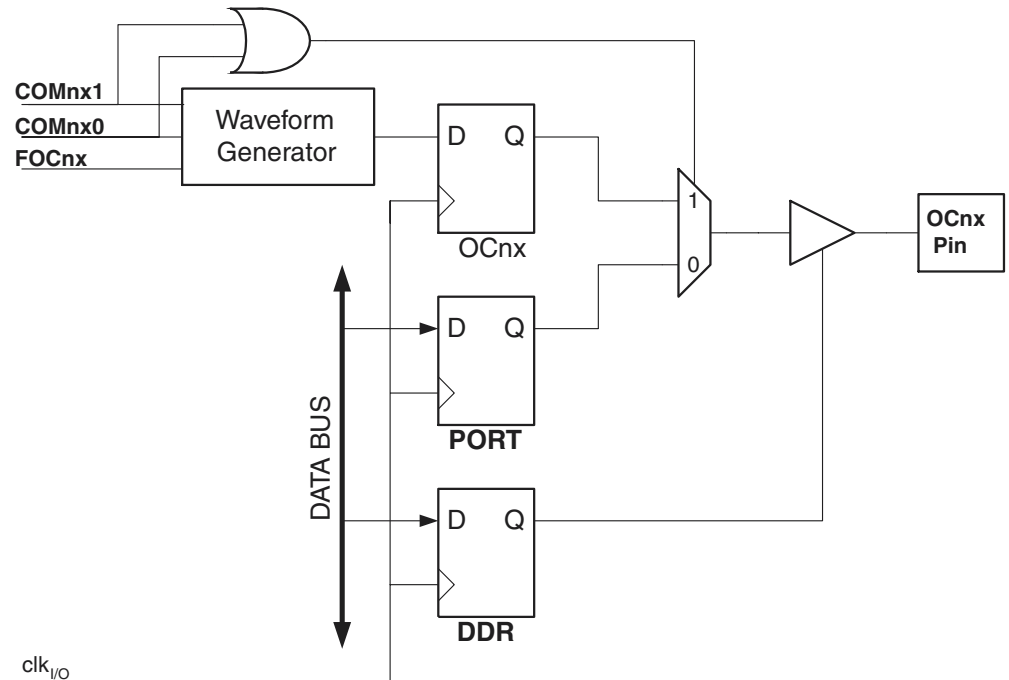 COMnx1
COMnx0
FOCnx
Waveform
Generator
D Q
OCnx
1
0
OCnx
Pin
D Q
PORT
DATA BUS
D Q
DDR
clkI/O